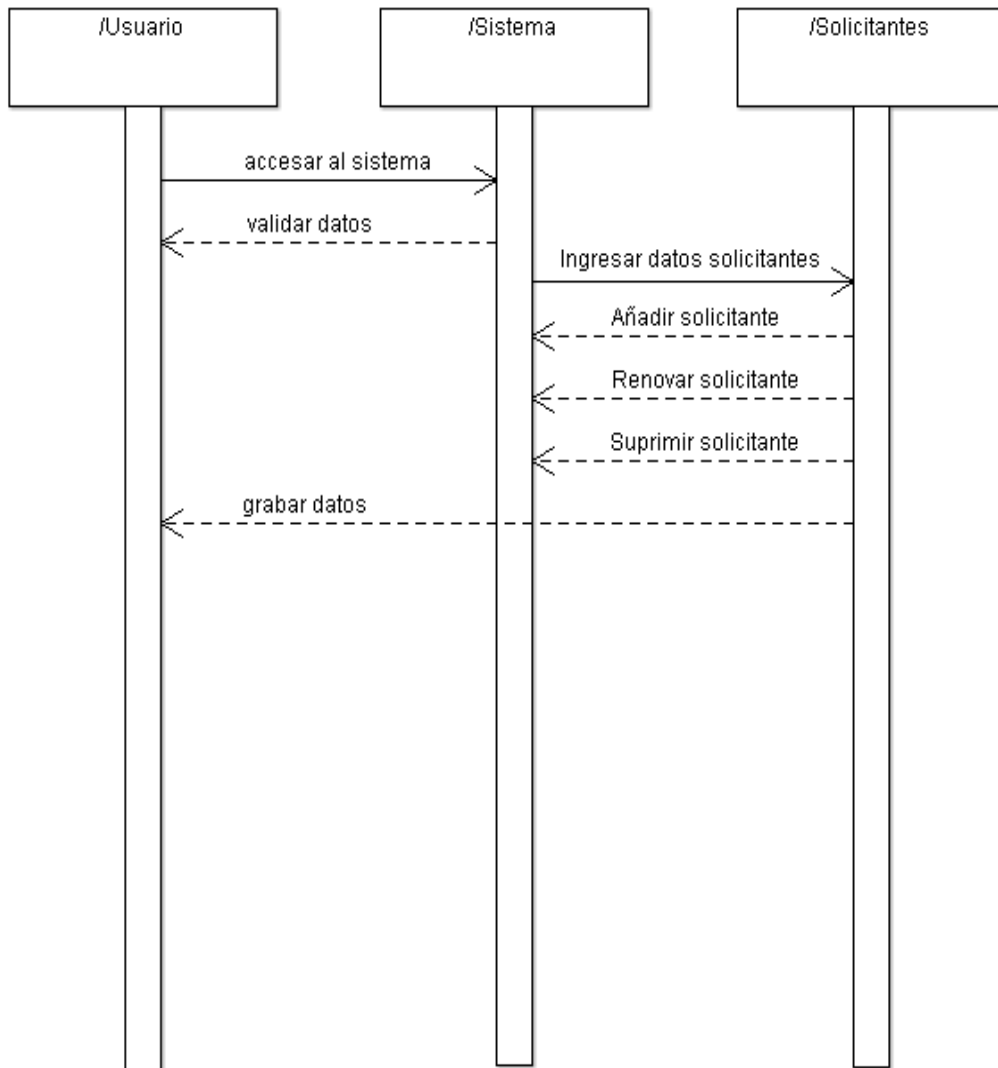 /Usuario
/Sistema
/Solicitantes
accesar al sistema
validar datos
Ingresar datos solicitantes
Añadir solicitante
Renovar solicitante
Suprimir solicitante
grabar datos